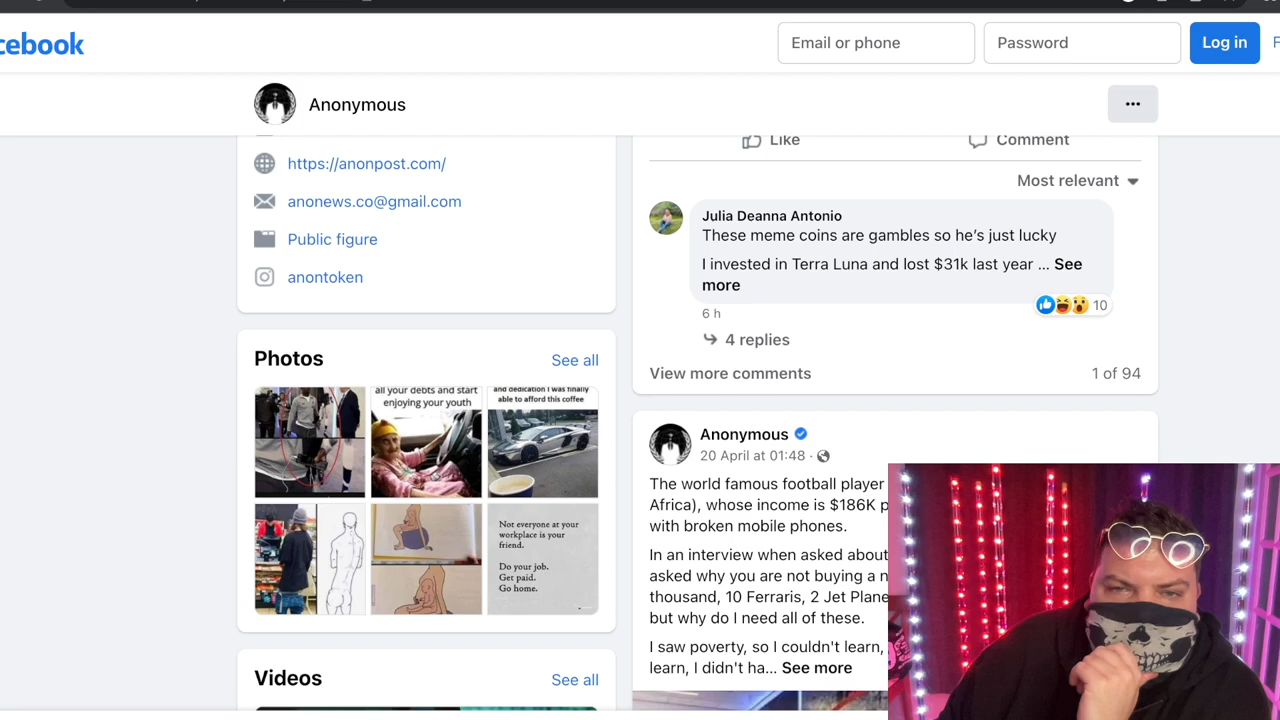 cebook
Email or phone
Password
Log in
F
Anonymous
...
https://anonpost.com/
anonews.co@gmail.com
Public figure
anontoken
Photos
See all
all your debts and start
enjoying your youth
and dedication I was finally
able to afford this coffee
Not everyone at your
workplace is your
friend.
Do your job.
Get paid.
Go home.
Videos
See all
Like
Comment
Most relevant
Julia Deanna Antonio
These meme coins are gambles so he's just lucky
I invested in Terra Luna and lost $31k last year ... See
more
10
6 h
4 replies
View more comments
1 of 94
Anonymous
20 April at 01:48 ·
The world famous football player
Africa), whose income is $186K p
with broken mobile phones.
In an interview when asked about
asked why you are not buying a n
thousand, 10 Ferraris, 2 Jet Plane
but why do I need all of these.
I saw poverty, so I couldn't learn,
learn, I didn't ha... See more